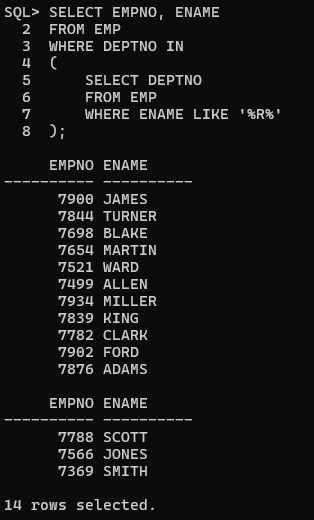 SQL> SELECT EMPNO, ENAME
  2  FROM EMP
  3  WHERE DEPTNO IN
  4  (
  5      SELECT DEPTNO
  6      FROM EMP
  7      WHERE ENAME LIKE '%R%'
  8  );

     EMPNO ENAME
---------- ----------
      7900 JAMES
      7844 TURNER
      7698 BLAKE
      7654 MARTIN
      7521 WARD
      7499 ALLEN
      7934 MILLER
      7839 KING
      7782 CLARK
      7902 FORD
      7876 ADAMS

     EMPNO ENAME
---------- ----------
      7788 SCOTT
      7566 JONES
      7369 SMITH

14 rows selected.